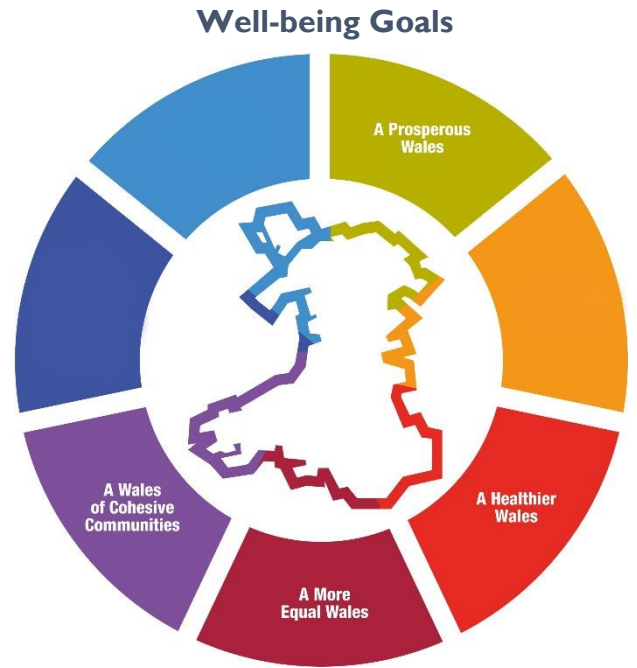 Well-being Goals
A Prosperous
Wales
A Healthier
Wales
A More
Equal Wales
A Wales
of Cohesive
Communities